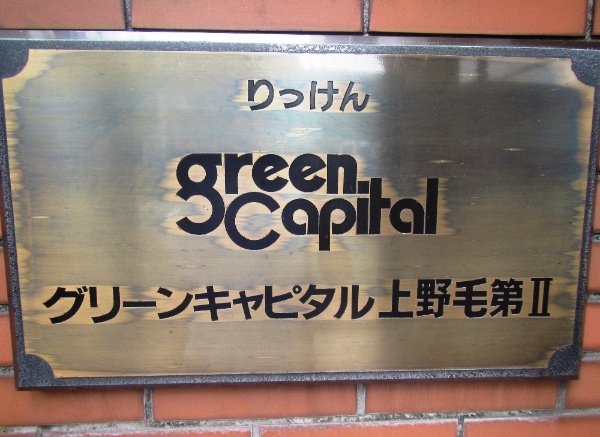 りっけん
green
Capital
グリーンキャピタル上野毛第II